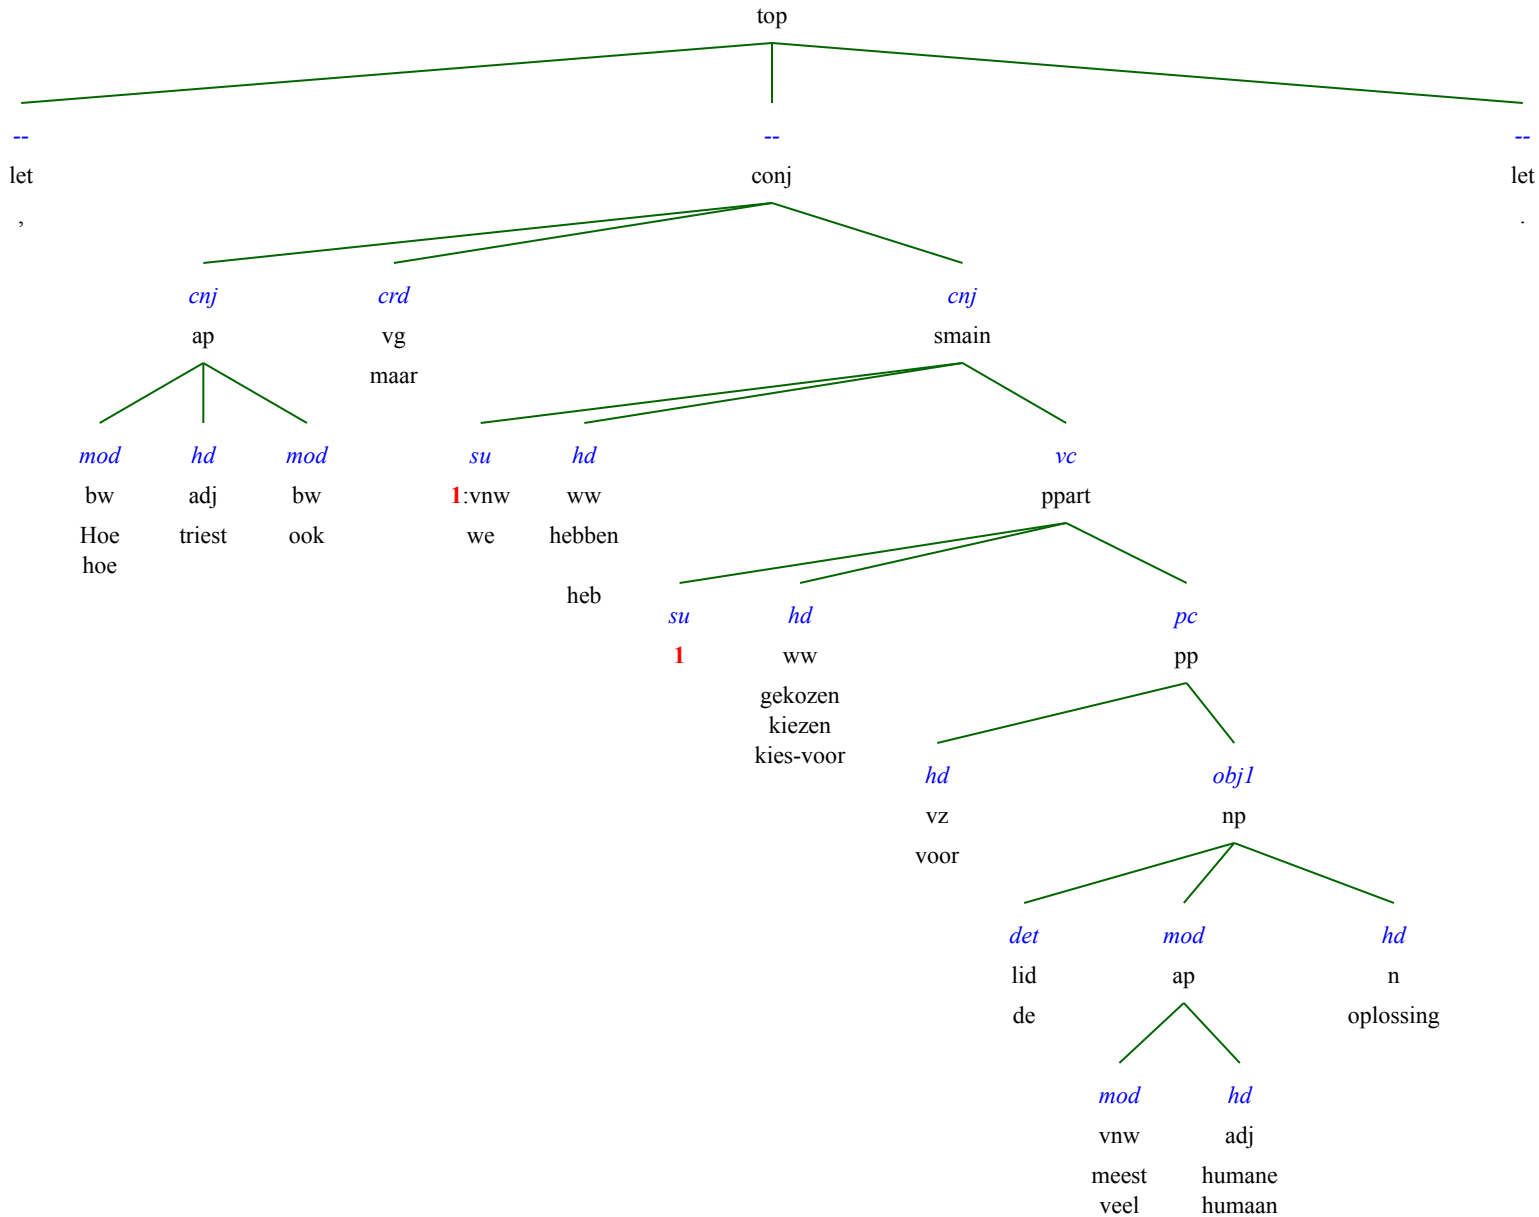 top
-- -- --
let conj let
, .
cnj crd cnj
ap vg smain
maar
mod hd mod su hd vc
bw adj bw 1:vnw ww ppart
Hoe triest ook we hebben
hoe
heb
su hd pc
1 ww pp
gekozen
kiezen
kies-voor
hd obj1
vz np
voor
det mod hd
lid ap n
de oplossing
mod hd
vnw adj
meest humane
veel humaan